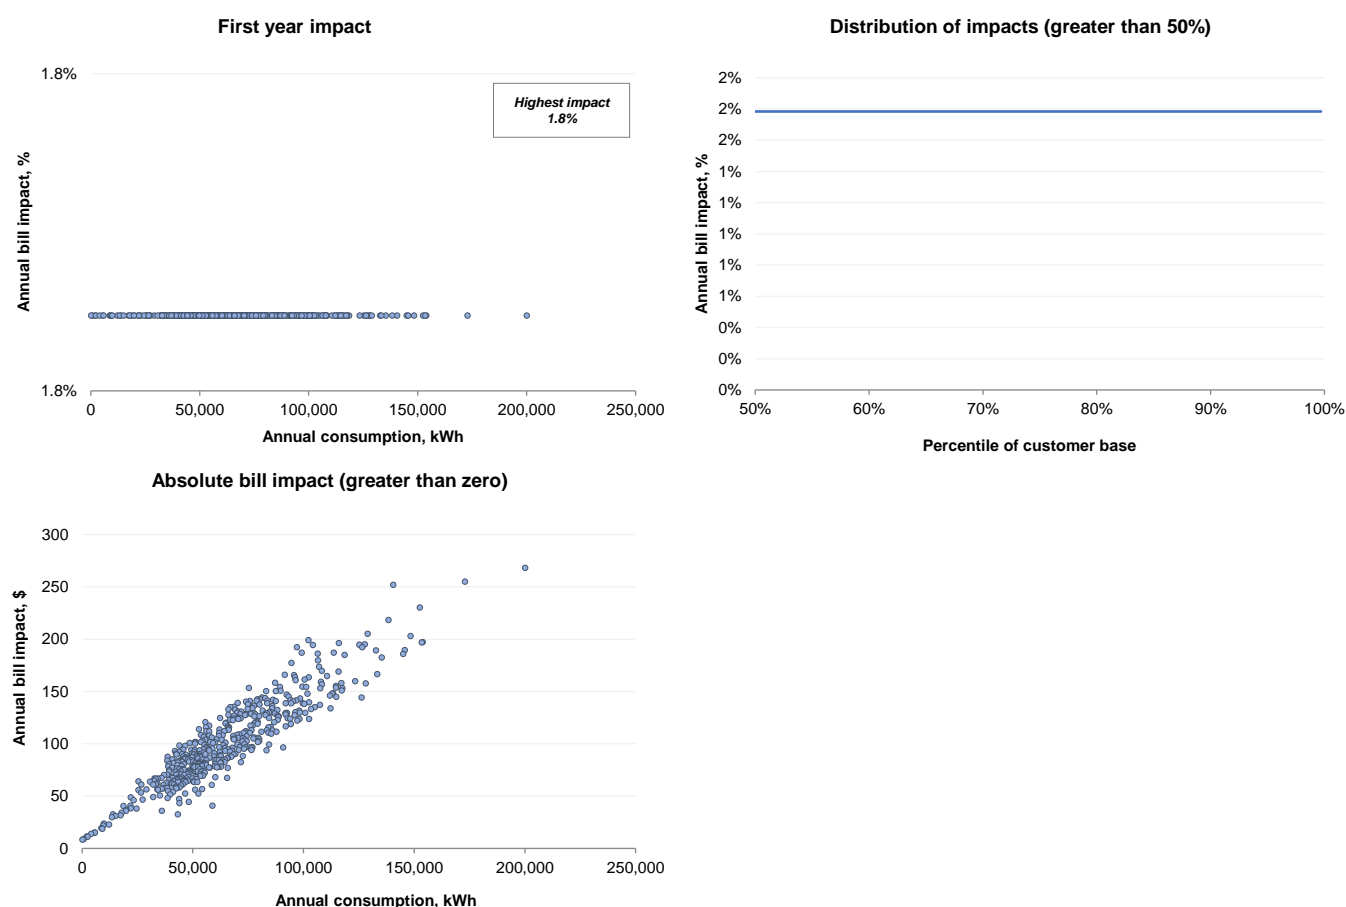 First year impact
1.8%
Highest impact
1.8%
Annual bill impact, %
1.8%
0 50,000 100,000 150,000 200,000 250,000
Annual consumption, kWh
Distribution of impacts (greater than 50%)
2%
2%
2%
1%
1%
1%
1%
1%
0%
0%
0%
Annual bill impact, %
50% 60% 70% 80% 90% 100%
Percentile of customer base
Absolute bill impact (greater than zero)
300
250
200
150
100
50
0
Annual bill impact, $
0 50,000 100,000 150,000 200,000 250,000
Annual consumption, kWh